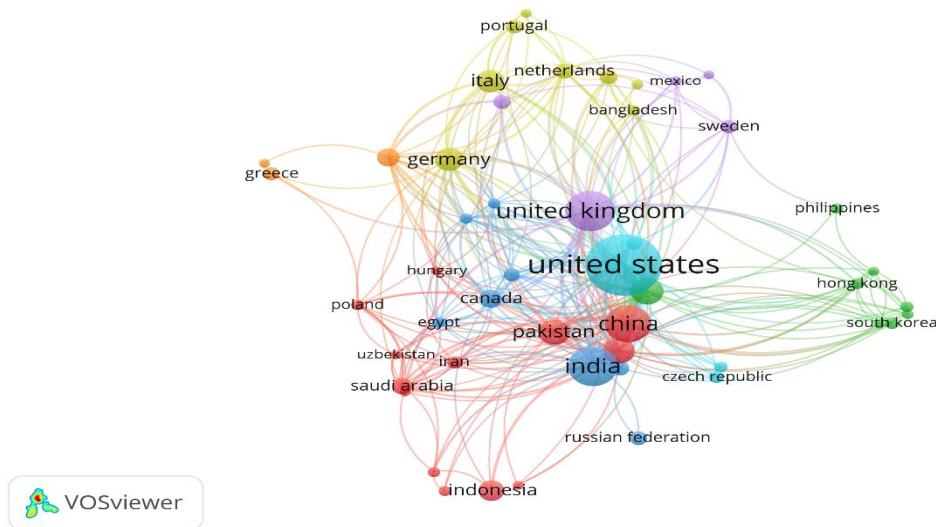 portugal
netherlands
italy
mexico
bangladesh
sweden
germany
greece
united kingdom
philippines
united states
hungary
hong kong
canada
poland
egypt
china
south korea
pakistan
uzbekistan
iran
india
czech republic
saudi arabia
russian federation
indonesia
VOSviewer